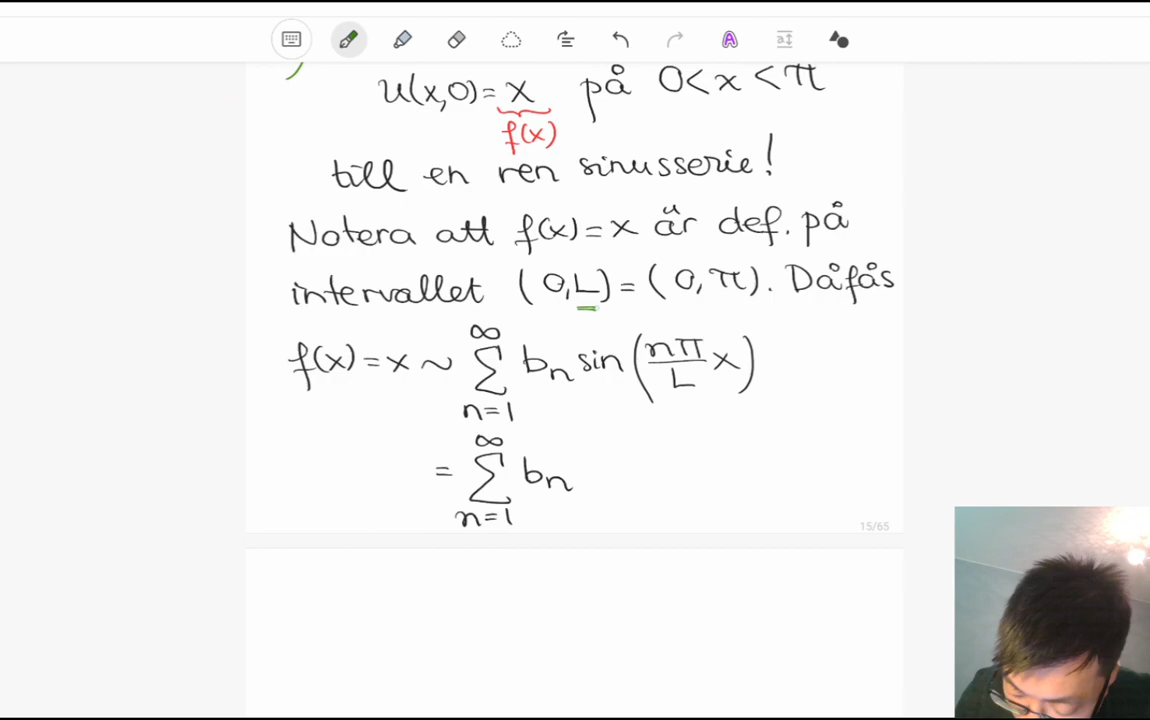 u(x,0) = x på 0 < x < π
f(x)
till en ren sinusserie!
Notera att f(x) = x är def. på
intervallet (0, L) = (0, π). Då fås
f(x) = x ~ ∑_{n=1}^{∞} b_n sin(nπ/L x)
= ∑_{n=1}^{∞} b_n
15/65